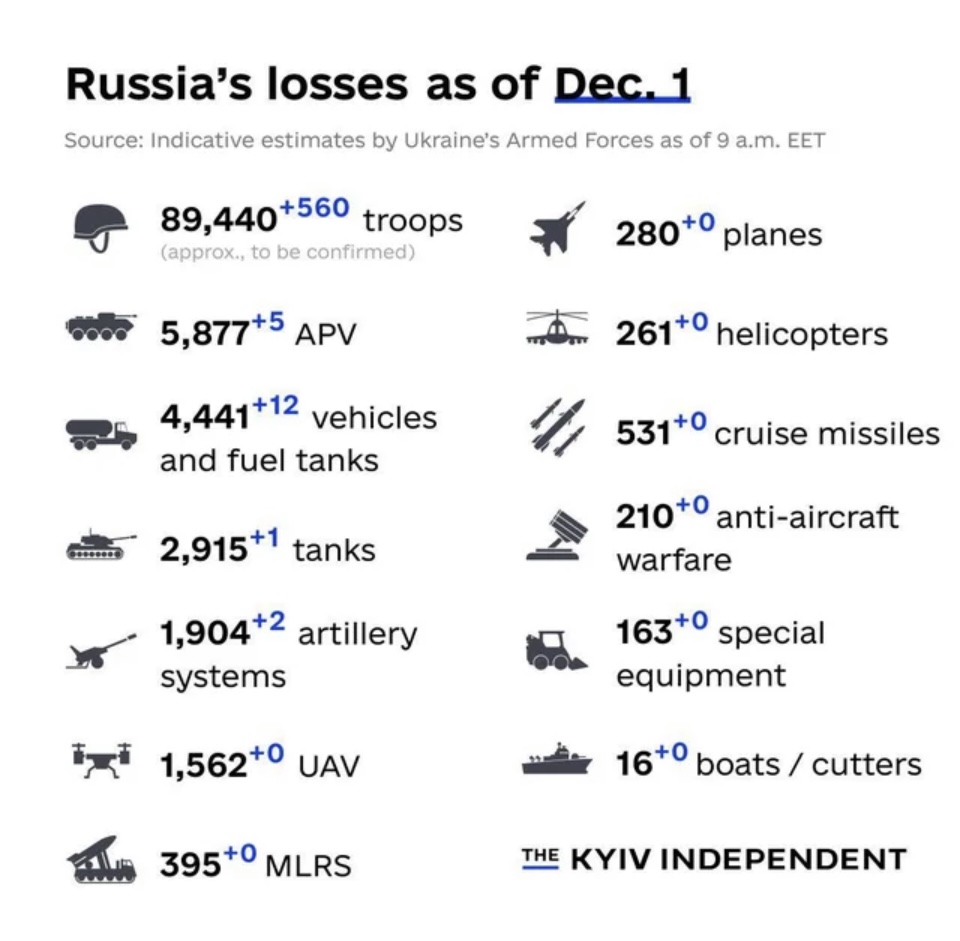 Russia's losses as of Dec. 1
Source: Indicative estimates by Ukraine's Armed Forces as of 9 a.m. EET
89,440+560 troops
(approx., to be confirmed)
5,877+5 APV
4,441+12 vehicles
and fuel tanks
2,915+1 tanks
1,904+2 artillery
systems
1,562+0 UAV
395+0 MLRS
280+0 planes
261+0 helicopters
531+0 cruise missiles
210+0 anti-aircraft
warfare
163+0 special
equipment
16+0 boats / cutters
THE KYIV INDEPENDENT